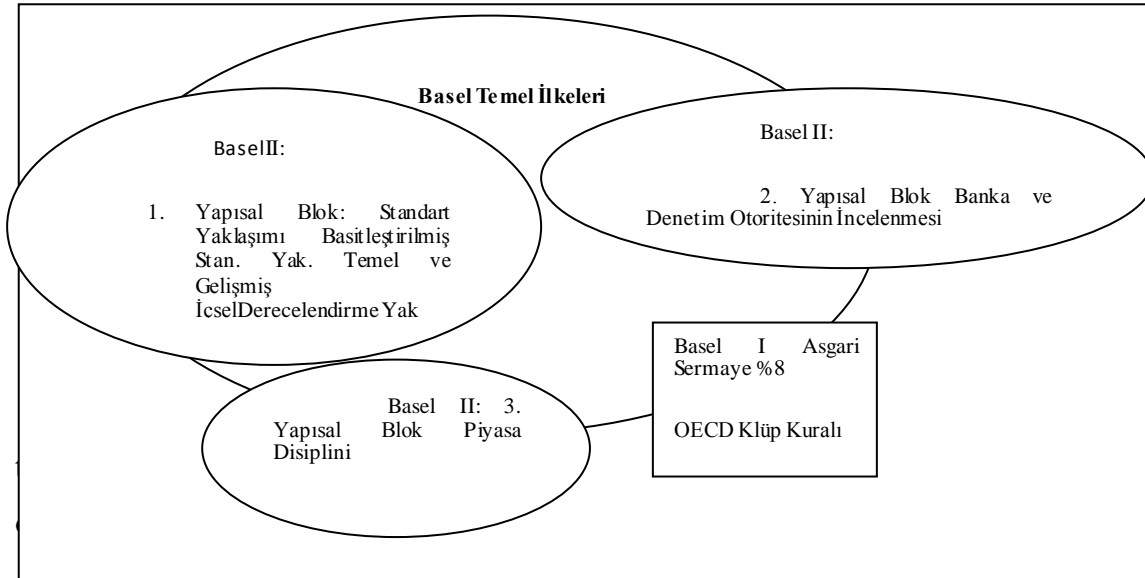 Basel Temel İlkeleri
Basel II:
1. Yapısal Blok: Standart
Yaklaşımı Basitleştirilmiş
Stan. Yak. Temel ve
Gelişmiş
İcselDerecelendirme Yak
Basel II:
2. Yapısal Blok Banka ve
Denetim Otoritesinin İncelenmesi
Basel I Asgari
Sermaye %8
OECD Klüp Kuralı
Basel II: 3.
Yapısal Blok Piyasa
Disiplini